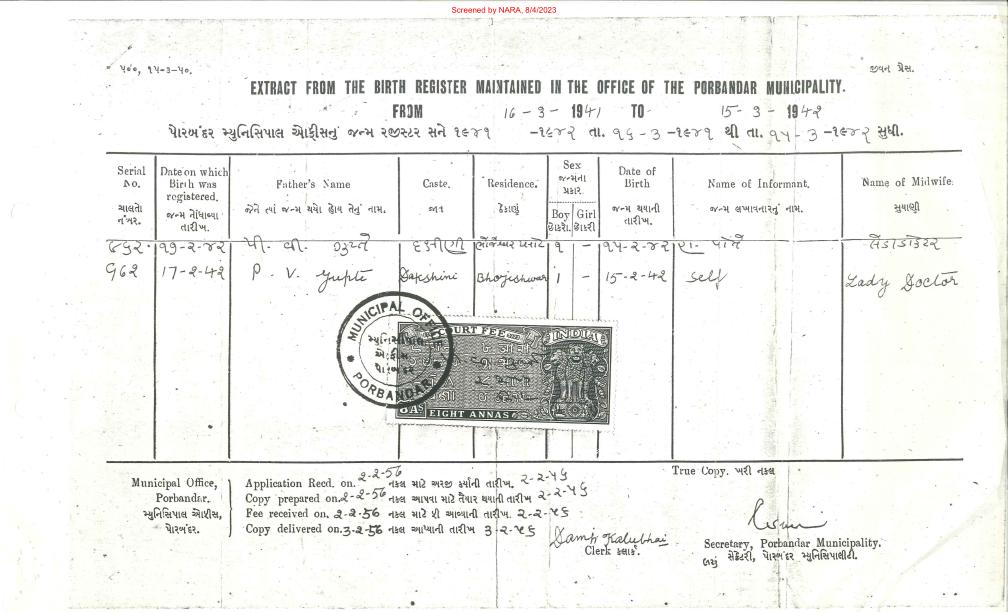 Screened by NARA, 8/4/2023
૫૦૦, ૧૫-૩-૫૦.
જીવન પ્રેસ.
EXTRACT FROM THE BIRTH REGISTER MAINTAINED IN THE OFFICE OF THE PORBANDAR MUNICIPALITY.
FROM 16-3-1941 TO 15-3-194૨
પોરબંદર મ્યુનિસિપાલ ઓફીસનું જન્મ રજીસ્ટર સને ૧૯૪૧ -૧૯૪૨ તા. ૧૬-૩-૧૯૪૧ થી તા. ૧૫-૩-૧૯૪૨ સુધી.
Serial No. ચાલતો નંબર.
Date on which Birth was registered. જન્મ નોંધાવ્યા તારીખ.
Father's Name જેને ત્યાં જન્મ થયો હોય તેનું નામ.
Caste. જાત
Residence. ઠેકાણું
Sex જન્મના પ્રકાર
Boy છોકરો. Girl છોકરી
Date of Birth જન્મ થયાની તારીખ.
Name of Informant. જન્મ લખાવનારનું નામ.
Name of Midwife. સુયાણી
૯૬૨. ૧૭-૨-૪૨ પી. વી. ગુપ્તે દક્ષીણી ભોજેશ્વર પ્લોટ ૧ – ૧૫-૨-૪૨ રા. પોતે લેડી ડોક્ટર
962 17-2-4૨ P. V. Gupte Dakshini Bhojeshwar 1 – 15-2-4૨ self Lady Doctor
MUNICIPAL OFFICE
મ્યુનિસીપાલ
ઓફીસ
પોરબંદર
PORBANDAR
COURT FEE INDIA
8 AS EIGHT ANNAS
Municipal Office,
Porbandar.
મ્યુનિસિપાલ ઓફીસ,
પોરબંદર.
Application Recd. on. 2-2-56 નકલ માટે અરજી કર્યાની તારીખ. ૨-૨-૫૬
Copy prepared on. 2-2-56 નકલ આપવા માટે તૈયાર થયાની તારીખ ૨-૨-૫૬
Fee received on. 2-2-56 નકલ માટે ફી આવ્યાની તારીખ. ૨-૨-૫૬
Copy delivered on. 3-2-56 નકલ આપ્યાની તારીખ ૩-૨-૫૬
Kalubhai
Clerk કલાર્ક.
True Copy. ખરી નકલ
Secretary, Porbandar Municipality.
સેક્રેટરી, પોરબંદર મ્યુનિસિપાલીટી.